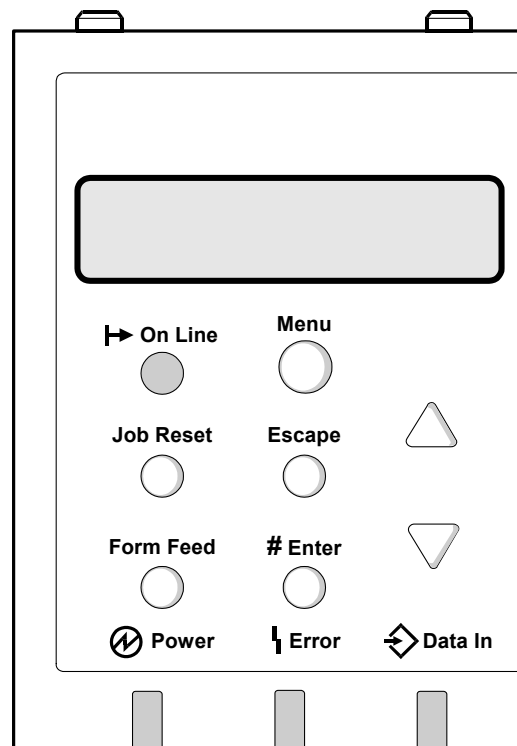 On Line
Menu
Job Reset
Escape
Form Feed
# Enter
Power
Error
Data In